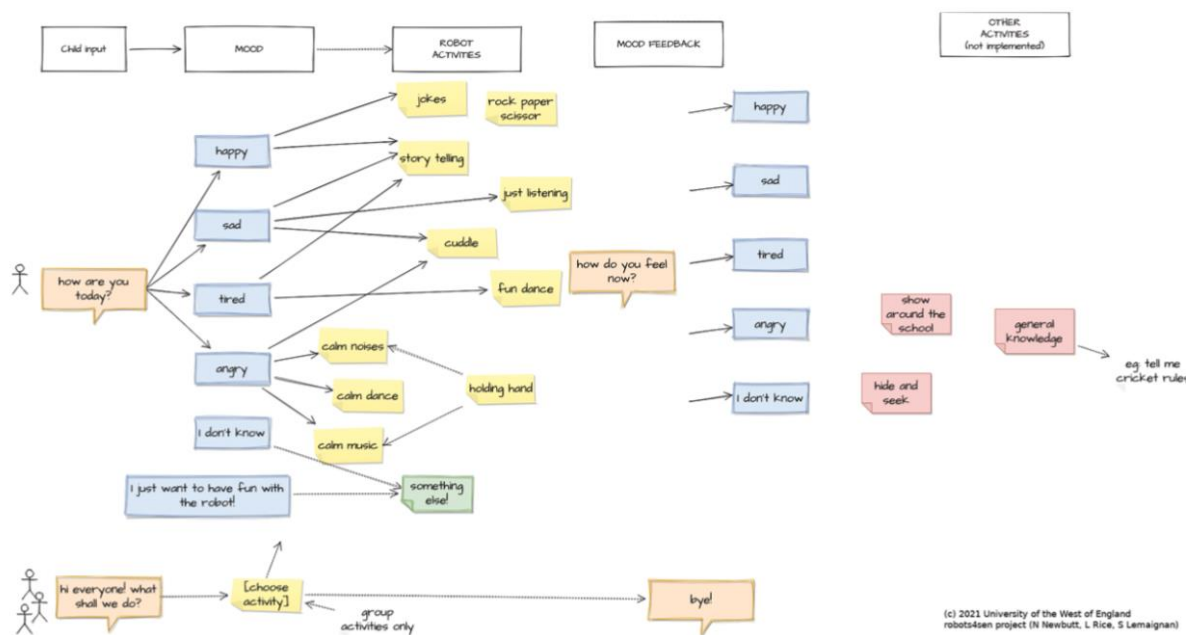 Child input
MOOD
ROBOT
ACTIVITIES
MOOD FEEDBACK
OTHER
ACTIVITIES
(not implemented)
jokes
rock paper
scissor
happy
happy
story telling
sad
just listening
sad
cuddle
how are you
today?
tired
fun dance
how do you feel
now?
tired
angry
calm noises
calm dance
holding hand
angry
show
around the
school
general
knowledge
eg: tell me
cricket rules
I don't know
calm music
I don't know
hide and
seek
I just want to have fun with
the robot!
something
else!
hi everyone! what
shall we do?
[choose
activity]
group
activities only
bye!
(c) 2021 University of the West of England
robots4sen project (N Newbutt, L Rice, S Lemaignan)